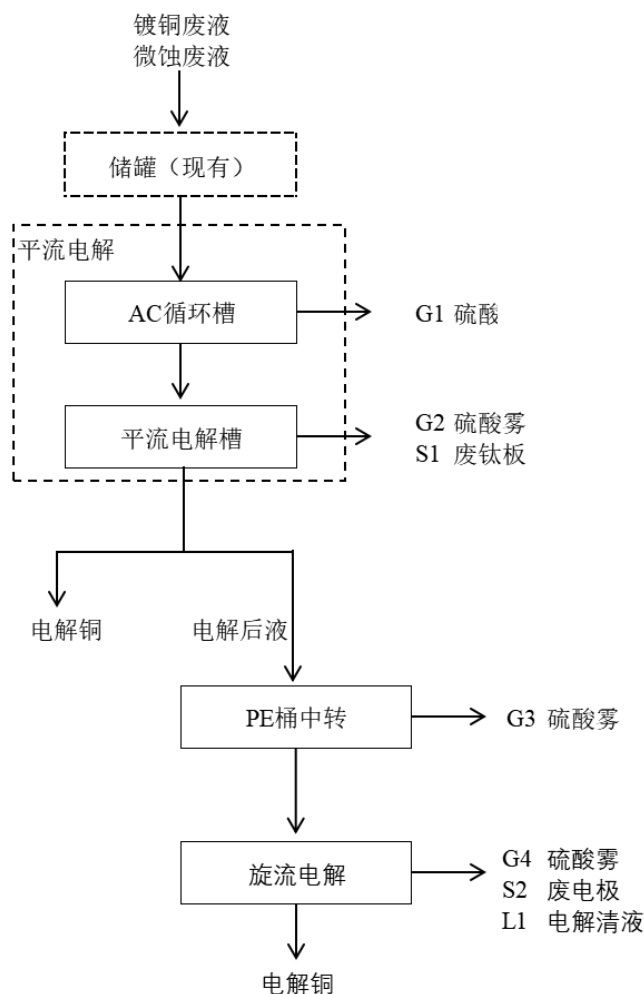 镀铜废液
微蚀废液
储罐（现有）
平流电解
AC循环槽
G1 硫酸
平流电解槽
G2 硫酸雾
S1 废钛板
电解铜
电解后液
PE桶中转
G3 硫酸雾
旋流电解
G4 硫酸雾
S2 废电极
L1 电解清液
电解铜